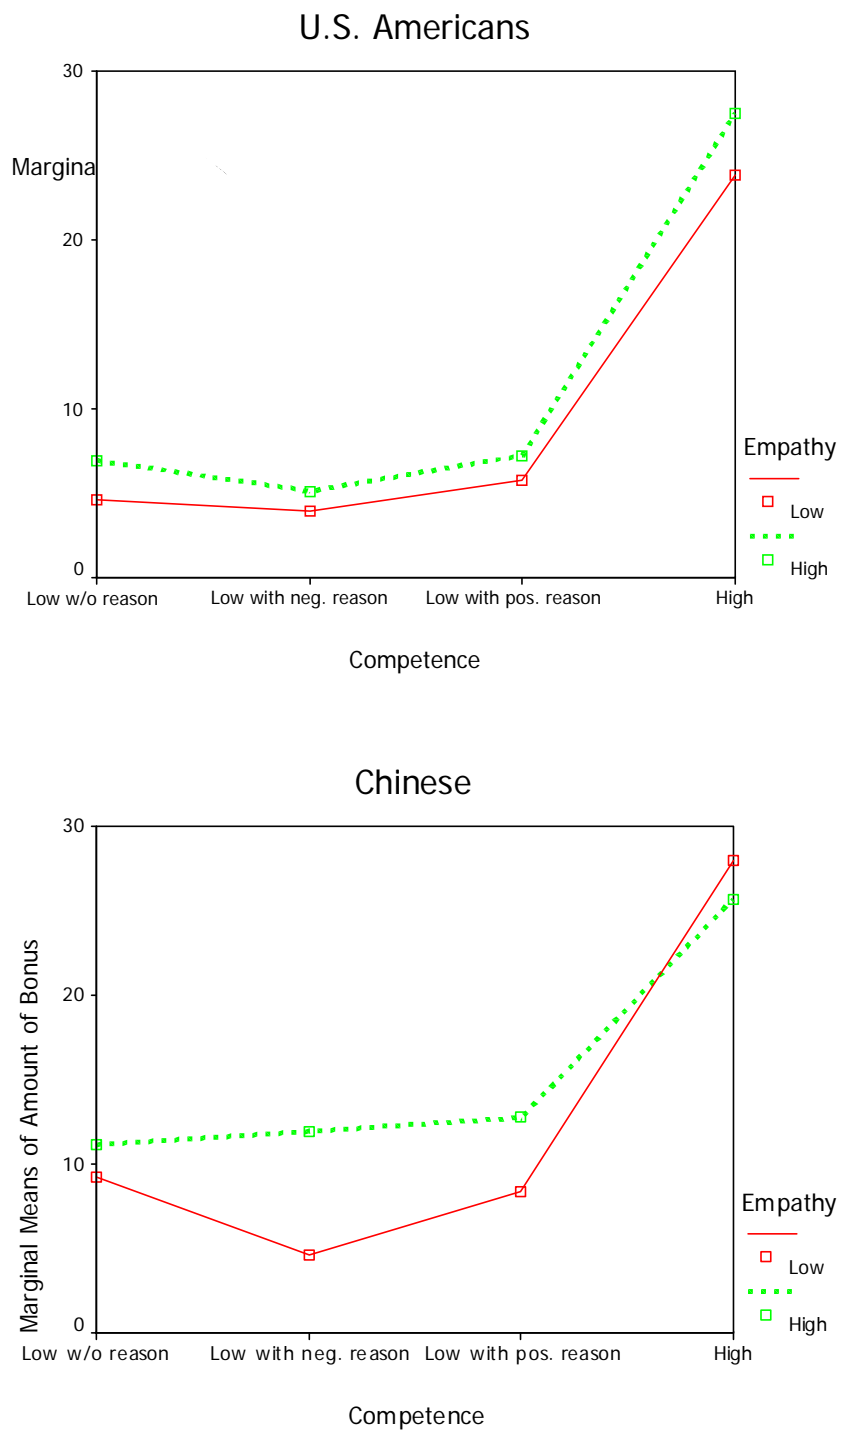 U.S. Americans
30
Margina
20
10
0
Empathy
Low
High
Low w/o reason Low with neg. reason Low with pos. reason High
Competence
Chinese
30
20
10
0
Marginal Means of Amount of Bonus
Empathy
Low
High
Low w/o reason Low with neg. reason Low with pos. reason High
Competence